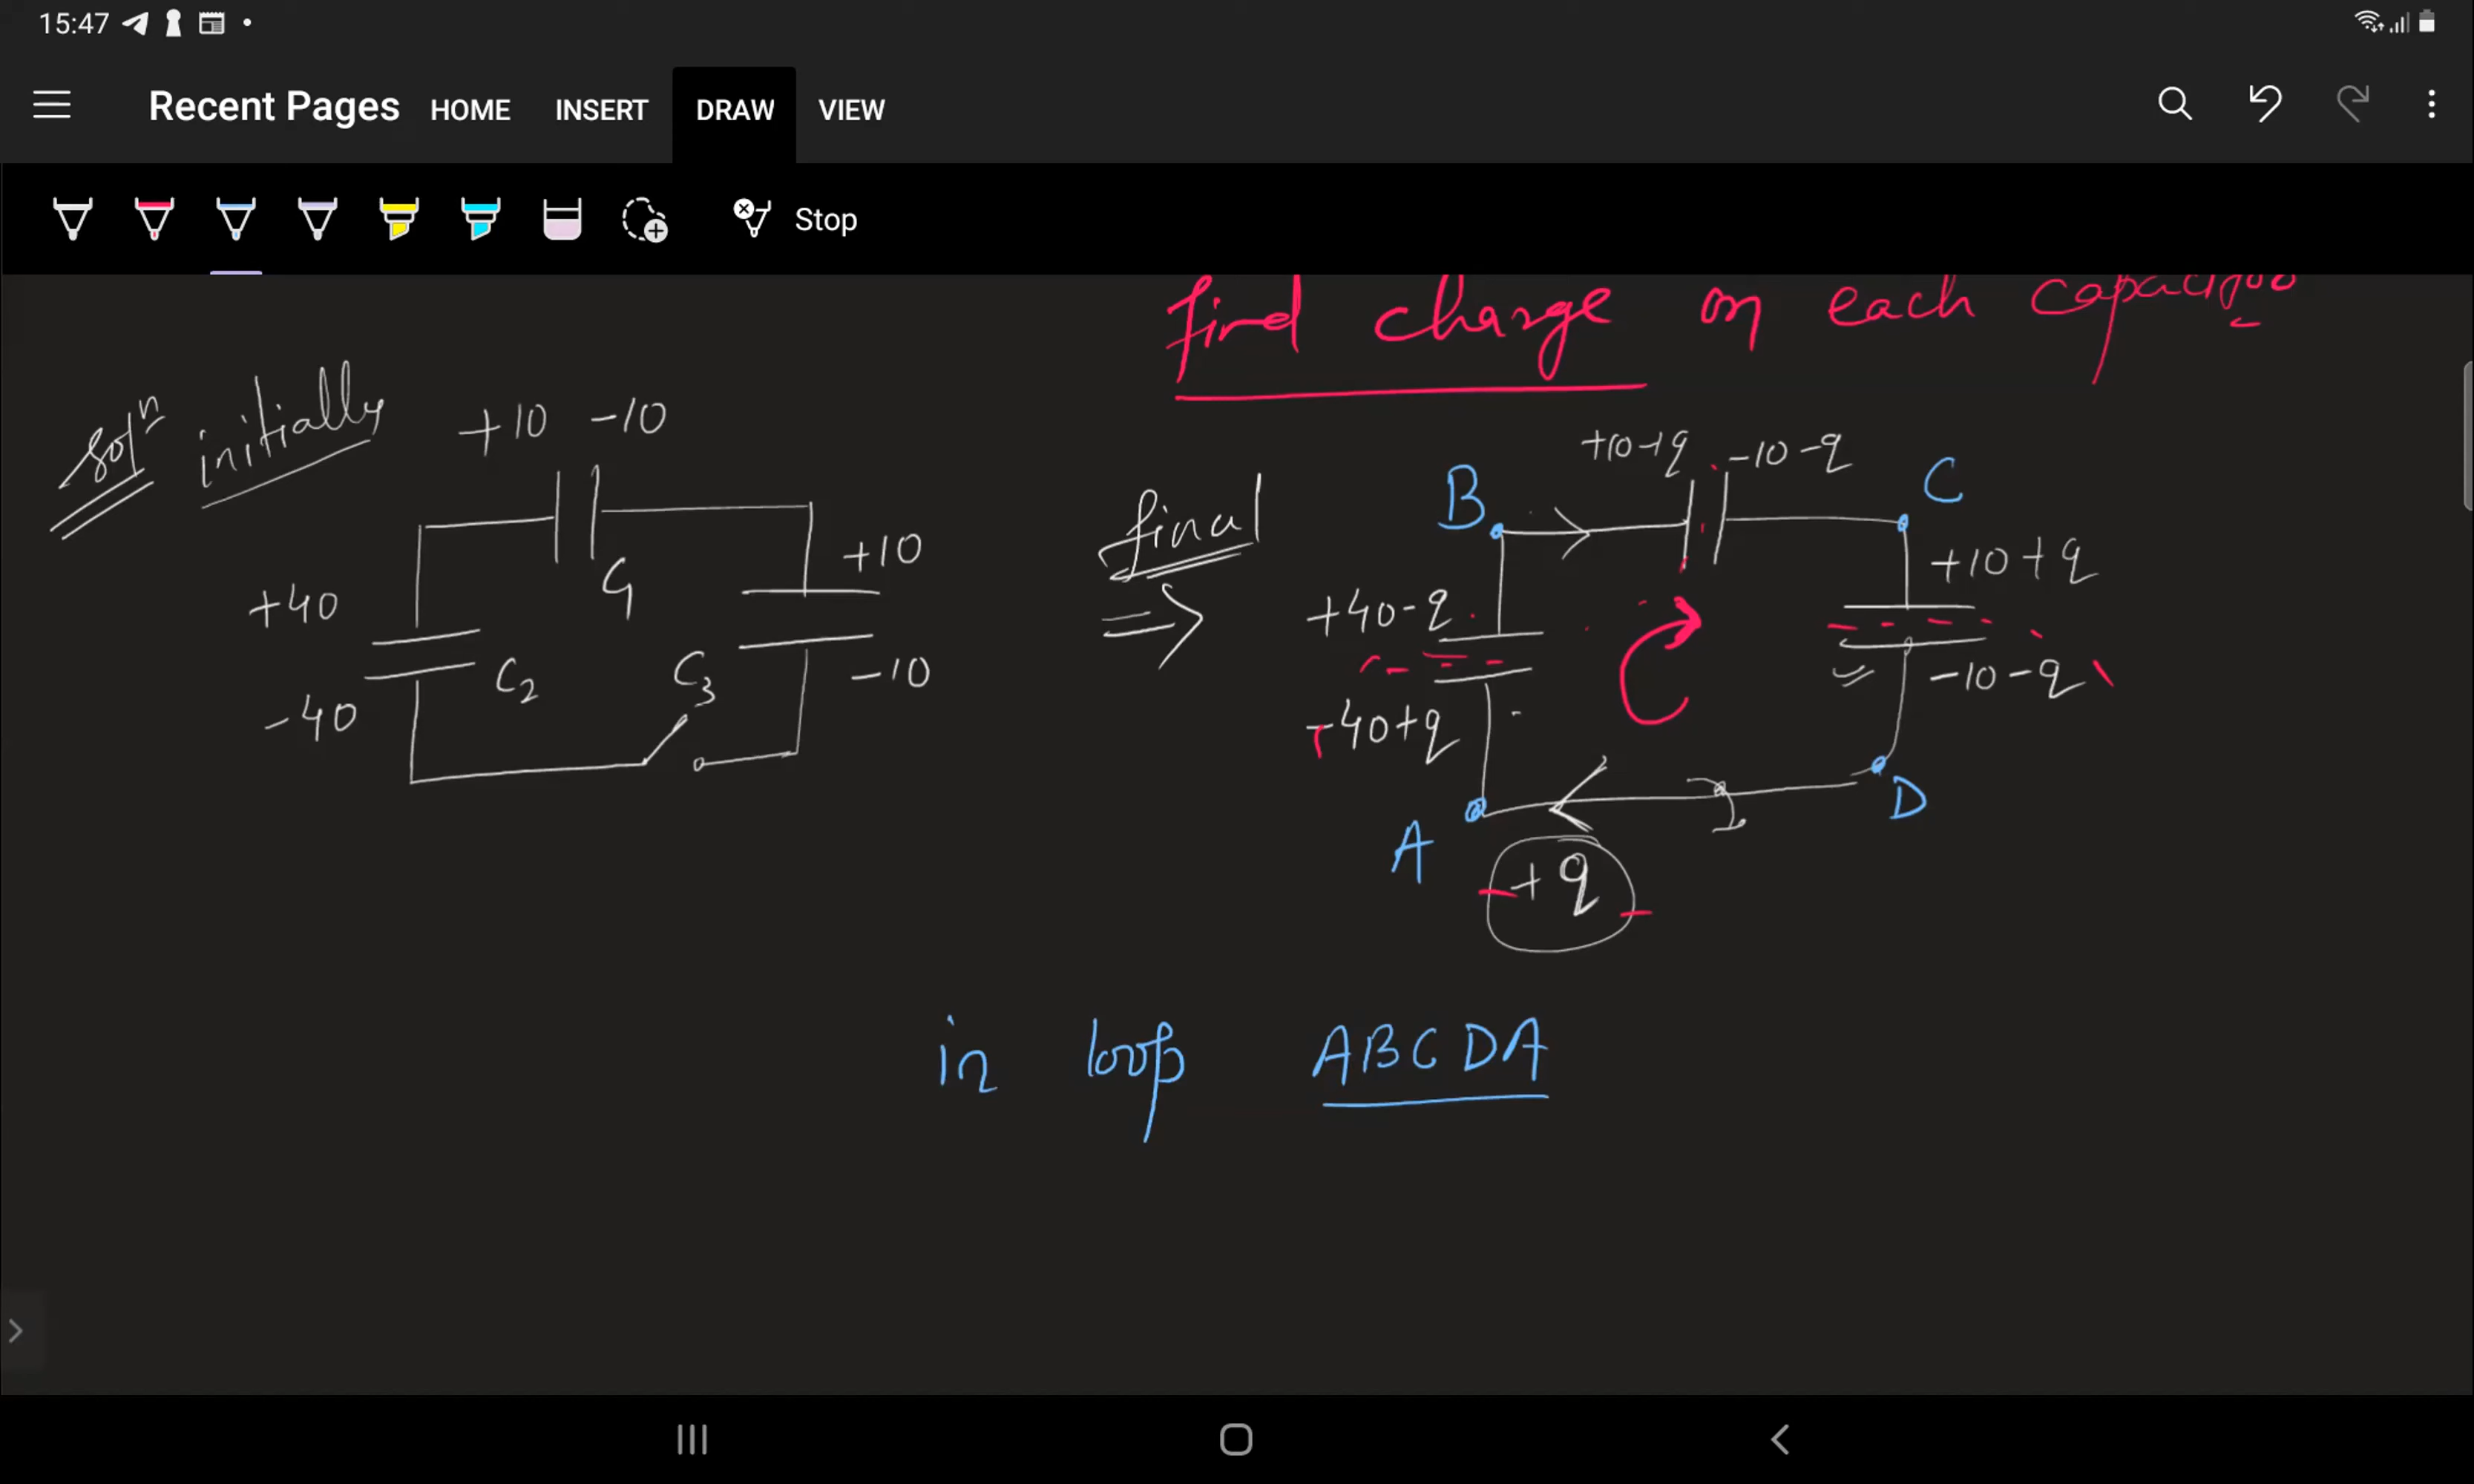 15:47
Recent Pages HOME INSERT DRAW VIEW
Stop
find charge on each
Solⁿ initially
+10 -10
C₁
+40
-40
C₂
C₃
+10
-10
final
B
+10+q -10-q
C
+10+q
-10-q
+40-q
-40+q
A
D
+q
in loop ABCDA